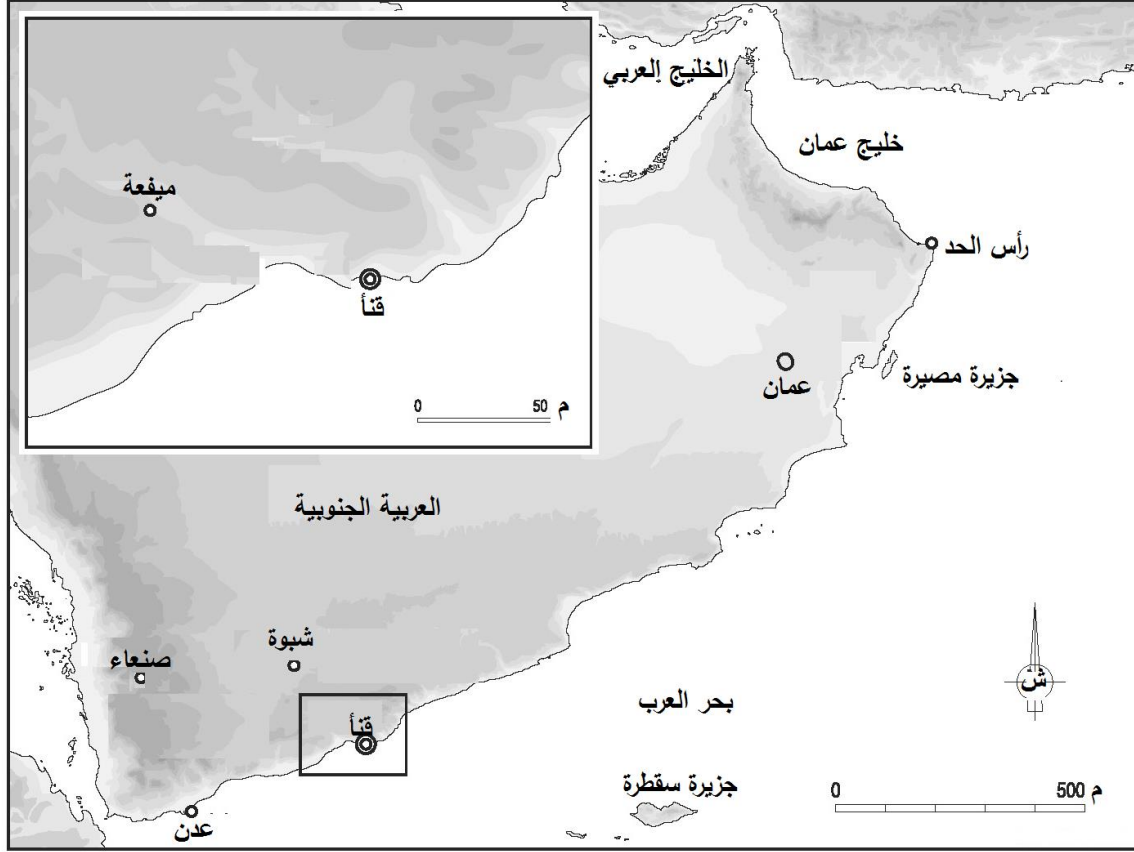 الخليج العربي
خليج عمان
ميفعة
رأس الحد
قنأ
عمان
جزيرة مصيرة
0 50 م
العربية الجنوبية
شبوة
صنعاء
ش
بحر العرب
قنأ
جزيرة سقطرة
0 500 م
عدن